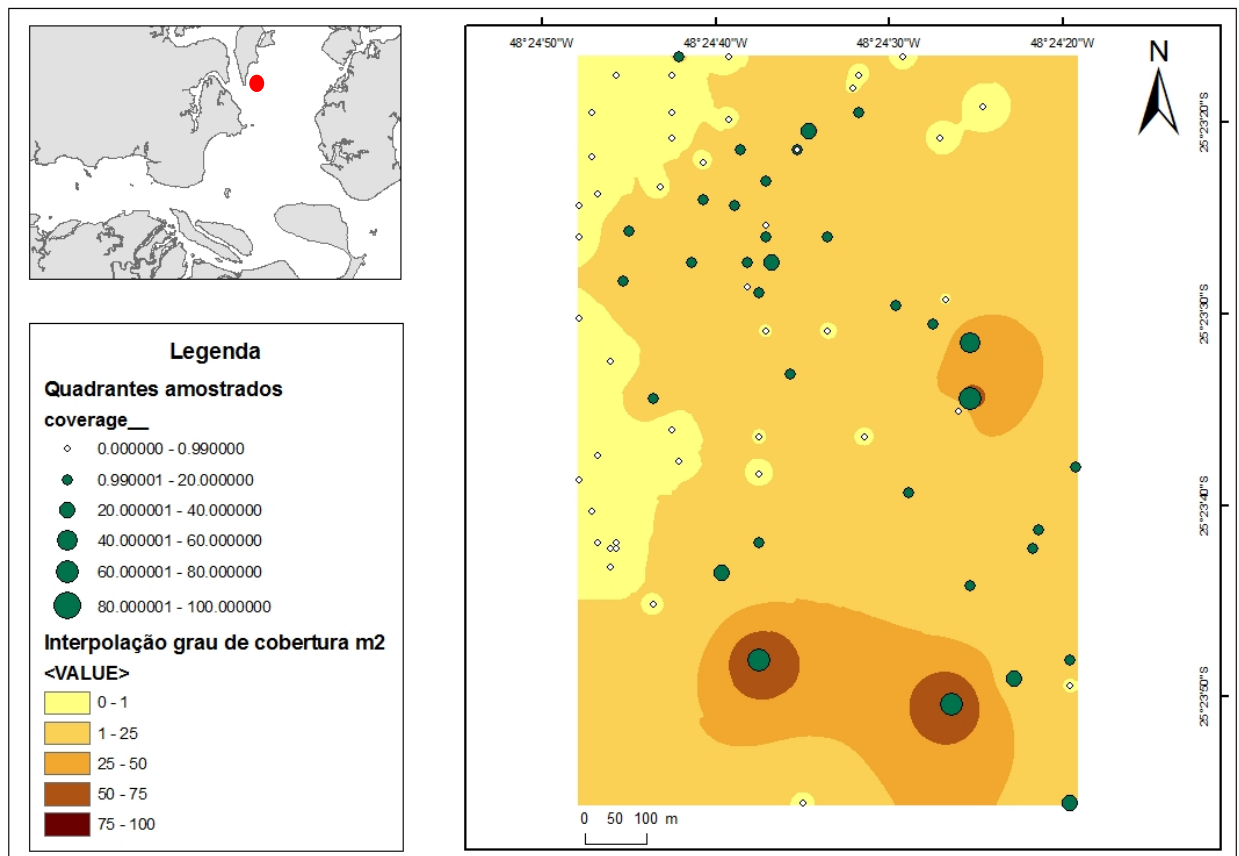 48°24'50"W 48°24'40"W 48°24'30"W 48°24'20"W
N
25°23'20"S
25°23'30"S
25°23'40"S
25°23'50"S
0 50 100 m
Legenda
Quadrantes amostrados
coverage__
0.000000 - 0.990000
0.990001 - 20.000000
20.000001 - 40.000000
40.000001 - 60.000000
60.000001 - 80.000000
80.000001 - 100.000000
Interpolação grau de cobertura m2
<VALUE>
0 - 1
1 - 25
25 - 50
50 - 75
75 - 100